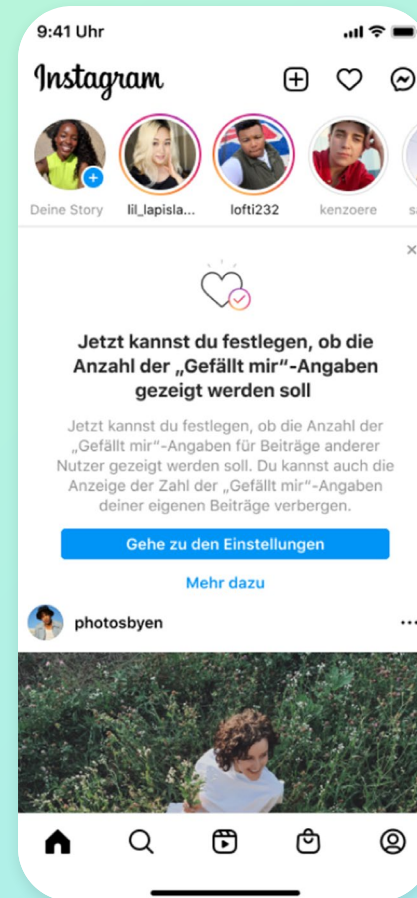 9:41 Uhr
Instagram
Deine Story
lil_lapisla...
lofti232
kenzoere
Jetzt kannst du festlegen, ob die
Anzahl der „Gefällt mir“-Angaben
gezeigt werden soll
Jetzt kannst du festlegen, ob die Anzahl der
„Gefällt mir“-Angaben für Beiträge anderer
Nutzer gezeigt werden soll. Du kannst auch die
Anzeige der Zahl der „Gefällt mir“-Angaben
deiner eigenen Beiträge verbergen.
Gehe zu den Einstellungen
Mehr dazu
photosbyen